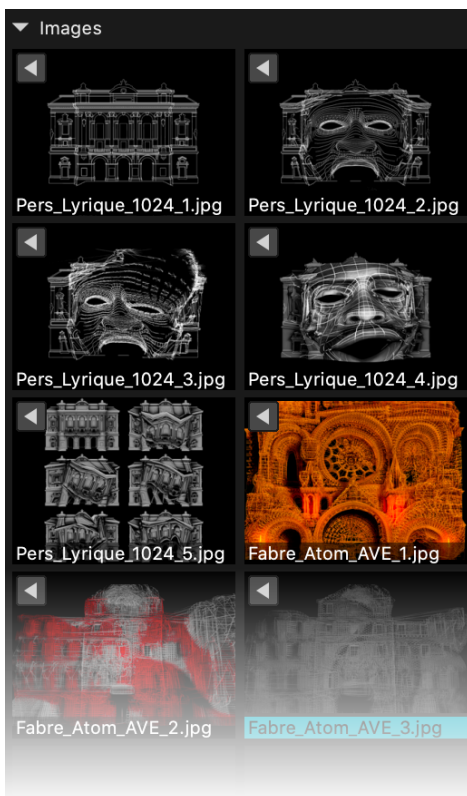 Images
Pers_Lyrique_1024_1.jpg
Pers_Lyrique_1024_2.jpg
Pers_Lyrique_1024_3.jpg
Pers_Lyrique_1024_4.jpg
Pers_Lyrique_1024_5.jpg
Fabre_Atom_AVE_1.jpg
Fabre_Atom_AVE_2.jpg
Fabre_Atom_AVE_3.jpg